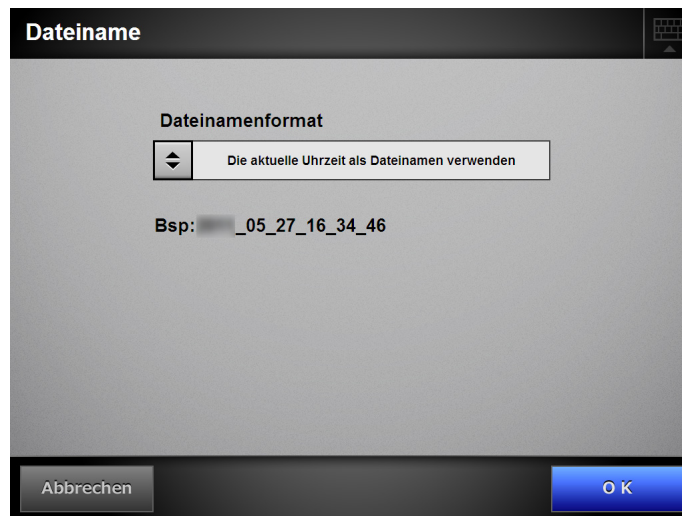 Dateiname
Dateinamenformat
Die aktuelle Uhrzeit als Dateinamen verwenden
Bsp: _05_27_16_34_46
Abbrechen
O K